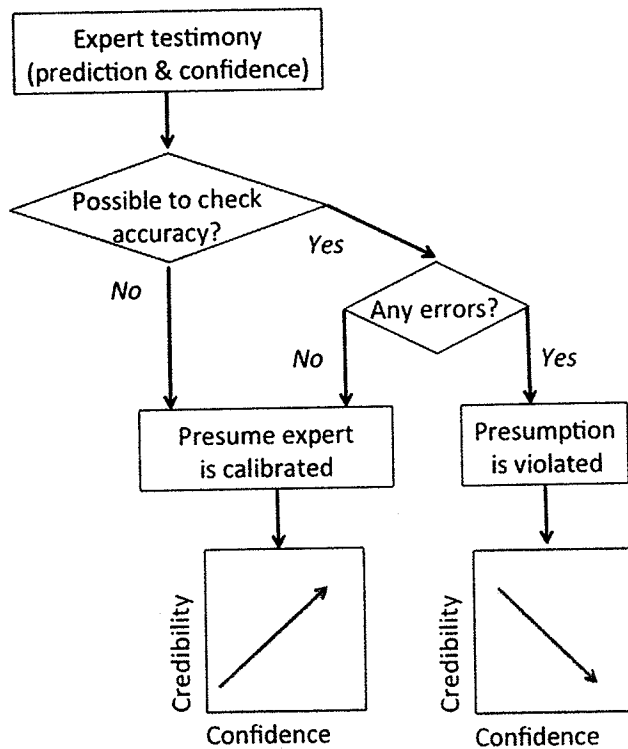 Expert testimony
(prediction & confidence)
Possible to check
accuracy?
Yes
No
Any errors?
No
Yes
Presume expert
is calibrated
Presumption
is violated
Credibility
Confidence
Credibility
Confidence